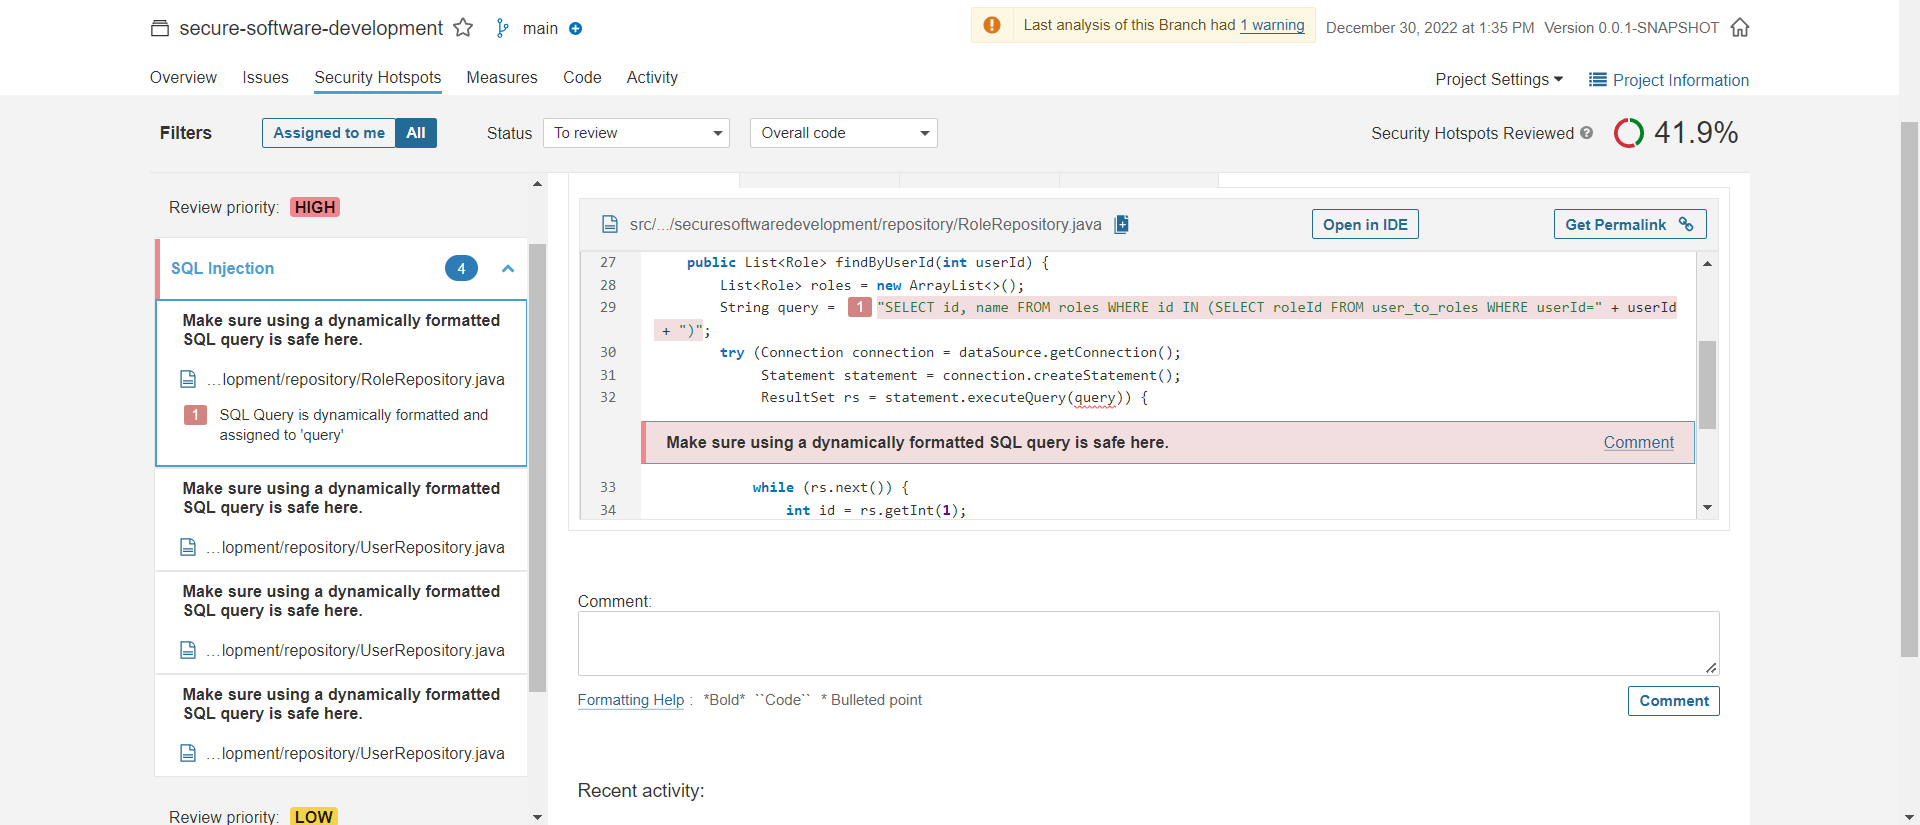 secure-software-development
main
Last analysis of this Branch had 1 warning
December 30, 2022 at 1:35 PM
Version 0.0.1-SNAPSHOT
Overview
Issues
Security Hotspots
Measures
Code
Activity
Project Settings
Project Information
Filters
Assigned to me
All
Status
To review
Overall code
Security Hotspots Reviewed ?
41.9%
Review priority: HIGH
SQL Injection
4
Make sure using a dynamically formatted
SQL query is safe here.
...lopment/repository/RoleRepository.java
1 SQL Query is dynamically formatted and
assigned to 'query'
Make sure using a dynamically formatted
SQL query is safe here.
...lopment/repository/UserRepository.java
Make sure using a dynamically formatted
SQL query is safe here.
...lopment/repository/UserRepository.java
Make sure using a dynamically formatted
SQL query is safe here.
...lopment/repository/UserRepository.java
Review priority: LOW
src/.../securesoftwaredevelopment/repository/RoleRepository.java
Open in IDE
Get Permalink
27 public List<Role> findByUserId(int userId) {
28 List<Role> roles = new ArrayList<>();
29 String query = 1 "SELECT id, name FROM roles WHERE id IN (SELECT roleId FROM user_to_roles WHERE userId=" + userId
+ ")";
30 try (Connection connection = dataSource.getConnection();
31 Statement statement = connection.createStatement();
32 ResultSet rs = statement.executeQuery(query)) {
Make sure using a dynamically formatted SQL query is safe here.
Comment
33 while (rs.next()) {
34 int id = rs.getInt(1);
Comment:
Formatting Help : *Bold* ``Code`` * Bulleted point
Comment
Recent activity: